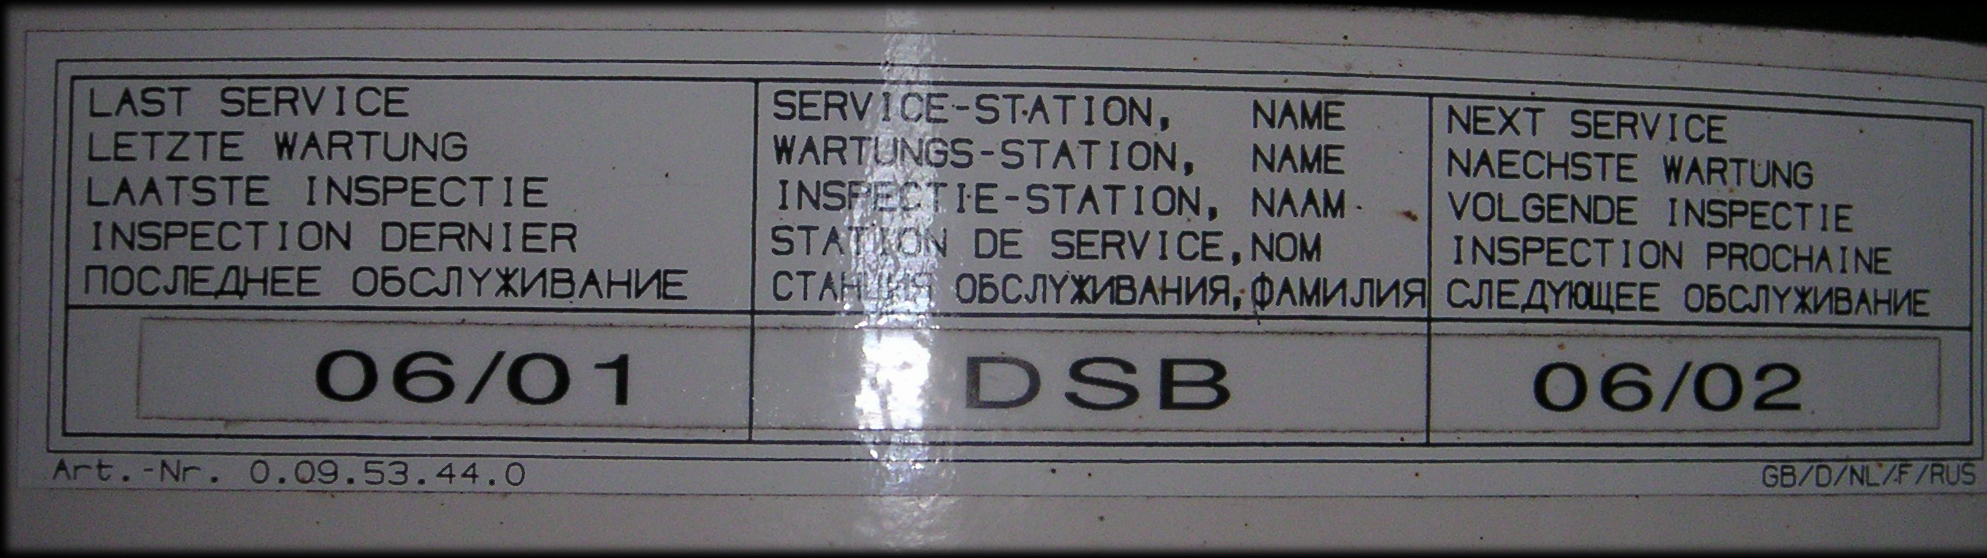 LAST SERVICE
LETZTE WARTUNG
LAATSTE INSPECTIE
INSPECTION DERNIER
ПОСЛЕДНЕЕ ОБСЛУЖИВАНИЕ
SERVICE-STATION, NAME
WARTUNGS-STATION, NAME
INSPECTIE-STATION, NAAM
STATION DE SERVICE, NOM
СТАНЦИЯ ОБСЛУЖИВАНИЯ, ФАМИЛИЯ
NEXT SERVICE
NAECHSTE WARTUNG
VOLGENDE INSPECTIE
INSPECTION PROCHAINE
СЛЕДУЮЩЕЕ ОБСЛУЖИВАНИЕ
06/01
DSB
06/02
Art.-Nr. 0.09.53.44.0
GB/D/NL/F/RUS